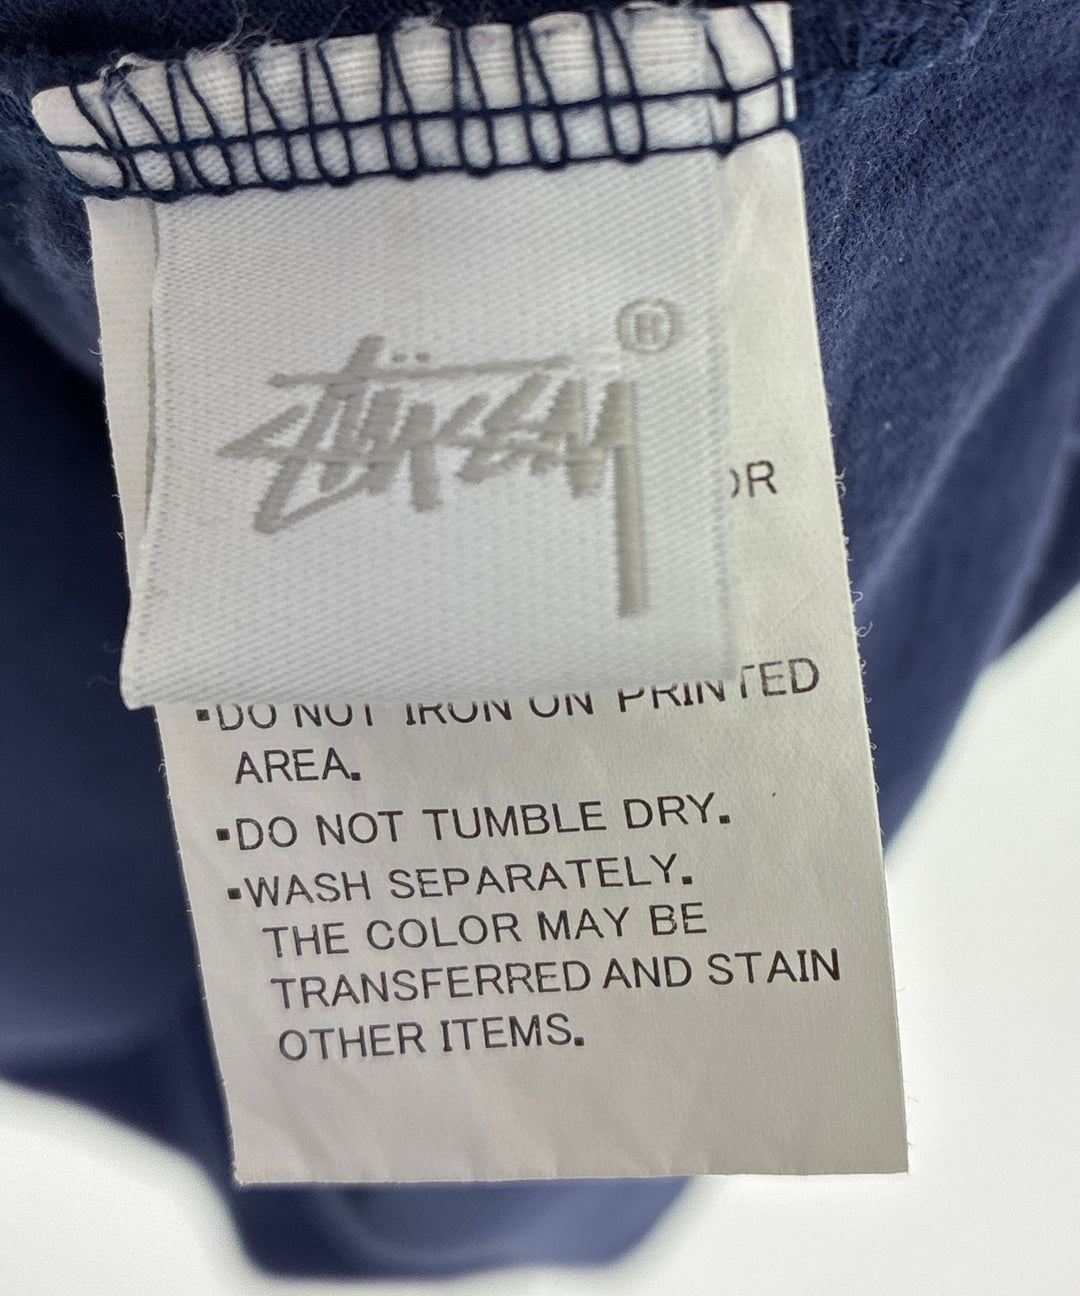 STÜSSY ®
OR
▪DO NOT IRON ON PRINTED
AREA.
▪DO NOT TUMBLE DRY.
▪WASH SEPARATELY.
THE COLOR MAY BE
TRANSFERRED AND STAIN
OTHER ITEMS.